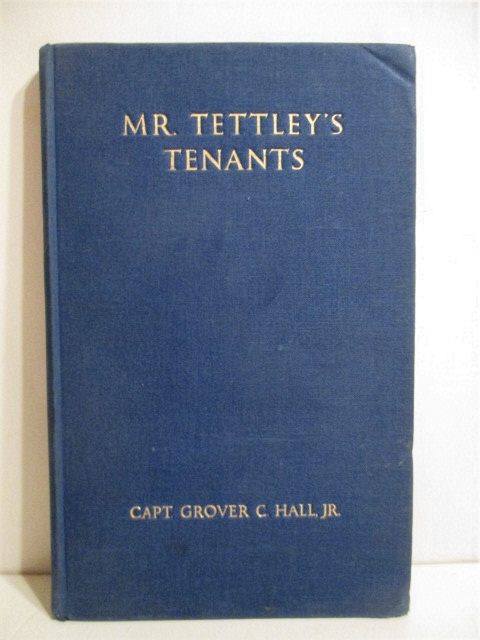 MR. TETTLEY'S
TENANTS
CAPT. GROVER C. HALL, JR.